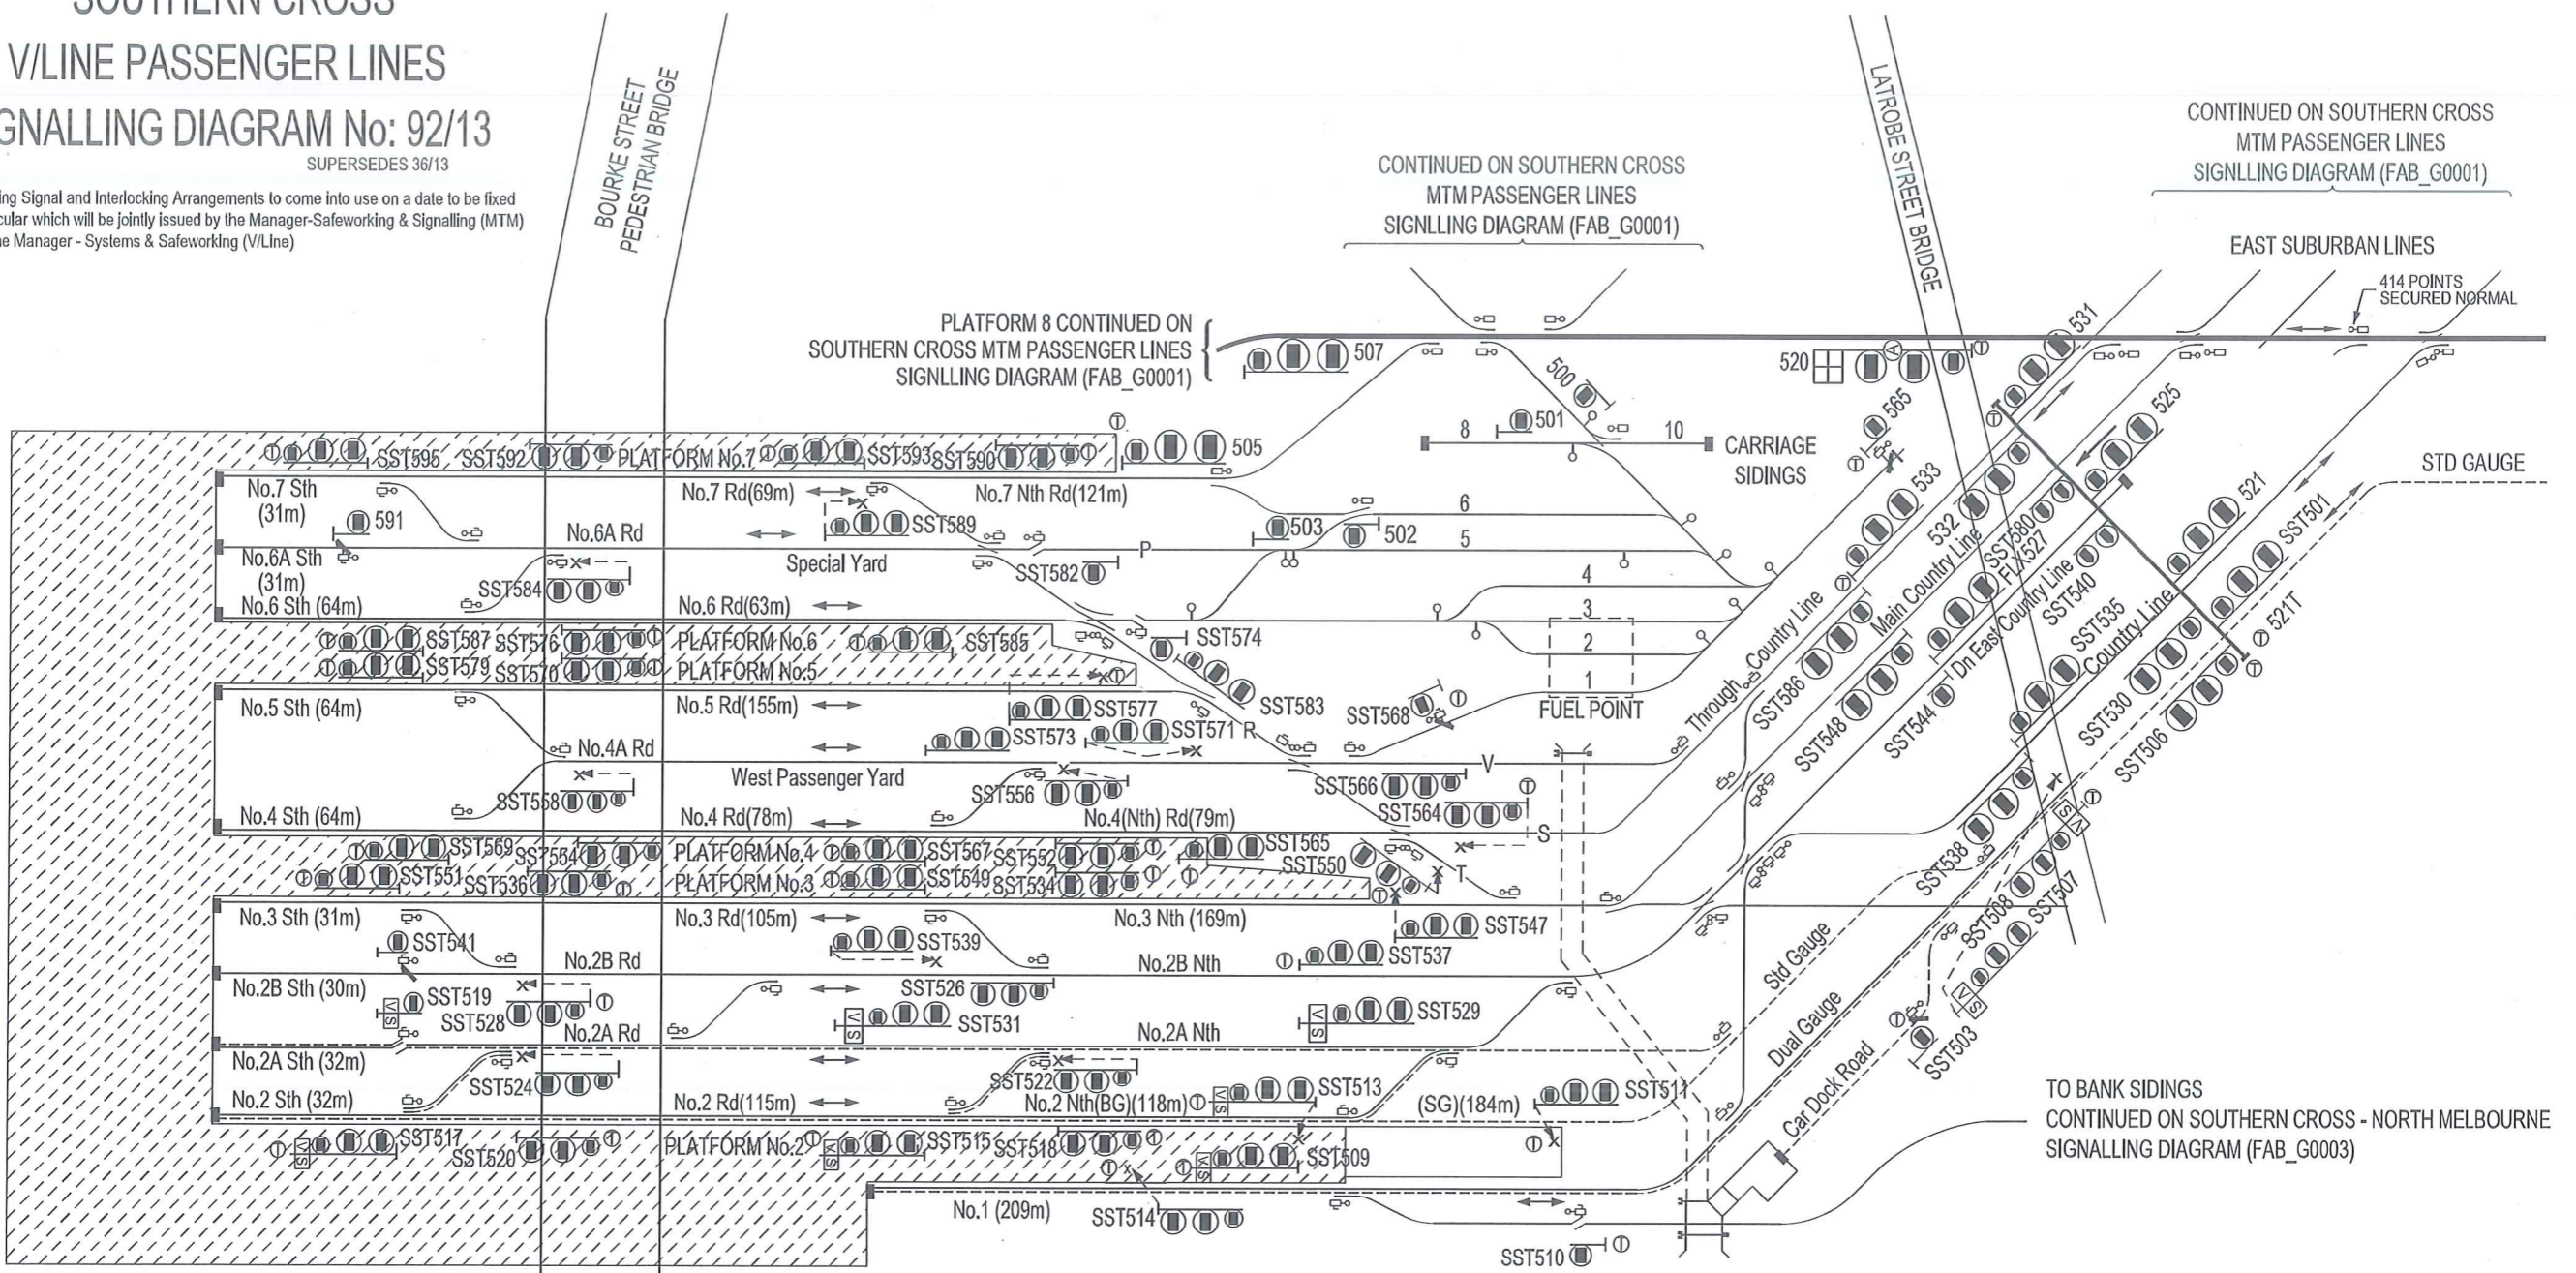 SOUTHERN CROSS
V/LINE PASSENGER LINES
GNALLING DIAGRAM No: 92/13
SUPERSEDES 36/13
ing Signal and Interlocking Arrangements to come into use on a date to be fixed
cular which will be jointly issued by the Manager-Safeworking & Signalling (MTM)
ne Manager - Systems & Safeworking (V/Line)
BOURKE STREET
PEDESTRIAN BRIDGE
LATROBE STREET BRIDGE
CONTINUED ON SOUTHERN CROSS
MTM PASSENGER LINES
SIGNLLING DIAGRAM (FAB_G0001)
CONTINUED ON SOUTHERN CROSS
MTM PASSENGER LINES
SIGNLLING DIAGRAM (FAB_G0001)
EAST SUBURBAN LINES
414 POINTS
SECURED NORMAL
PLATFORM 8 CONTINUED ON
SOUTHERN CROSS MTM PASSENGER LINES
SIGNLLING DIAGRAM (FAB_G0001)
507
500
520
A
T
531
565
525
8
501
10
CARRIAGE
SIDINGS
STD GAUGE
SST595
SST592
PLATFORM No.7
SST593
SST590
505
No.7 Sth
(31m)
No.7 Rd(69m)
No.7 Nth Rd(121m)
6
533
532
521
SST501
591
No.6A Rd
SST589
503
502
5
SST580
FLX527
No.6A Sth
(31m)
Special Yard
P
SST582
4
SST540
SST584
No.6 Sth (64m)
No.6 Rd(63m)
3
Through Country Line
Main Country Line
Dn East Country Line
Country Line
SST535
521T
SST587
SST576
PLATFORM No.6
SST585
SST574
2
SST579
SST570
PLATFORM No.5
SST583
1
SST586
SST548
SST544
SST530
SST506
No.5 Sth (64m)
No.5 Rd(155m)
SST577
SST571
R
SST568
FUEL POINT
SST573
No.4A Rd
West Passenger Yard
V
SST558
SST556
SST566
SST564
No.4 Sth (64m)
No.4 Rd(78m)
No.4(Nth) Rd(79m)
S
SST569
SST554
PLATFORM No.4
SST567
SST552
SST565
SST538
SST551
SST536
PLATFORM No.3
SST549
SST534
SST550
T
No.3 Sth (31m)
No.3 Rd(105m)
No.3 Nth (169m)
SST547
SST508
SST507
SST541
SST539
No.2B Rd
No.2B Nth
SST537
Std Gauge
No.2B Sth (30m)
SST519
SST528
SST526
SST531
SST529
VS
No.2A Rd
No.2A Nth
Dual Gauge
SST503
No.2A Sth (32m)
SST524
SST522
SST513
SST511
Car Dock Road
No.2 Sth (32m)
No.2 Rd(115m)
No.2 Nth(BG)(118m)
(SG)(184m)
TO BANK SIDINGS
CONTINUED ON SOUTHERN CROSS - NORTH MELBOURNE
SIGNALLING DIAGRAM (FAB_G0003)
SST517
SST520
PLATFORM No.2
SST515
SST518
SST509
No.1 (209m)
SST514
SST510